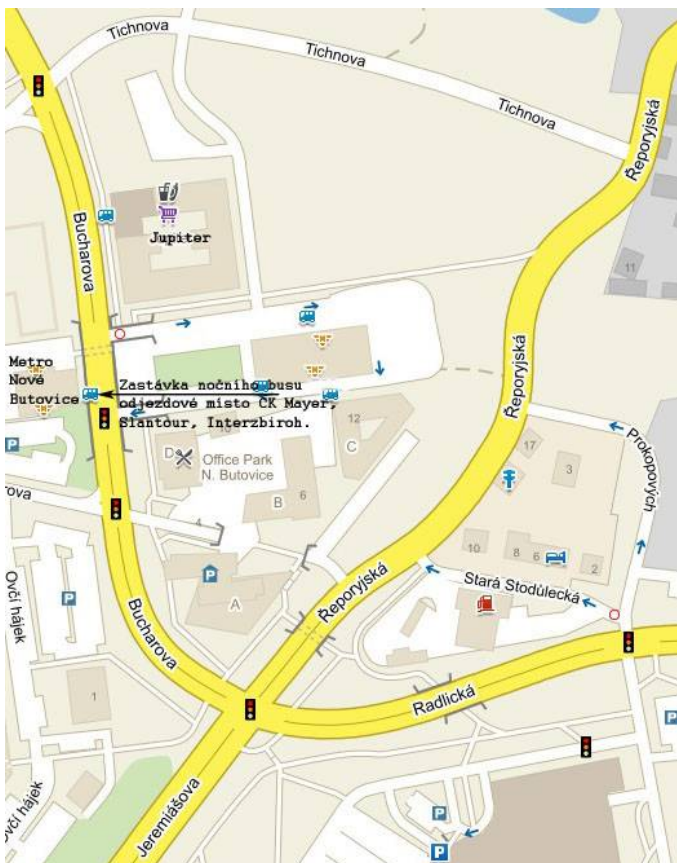 Tichnova
Tichnova
Tichnova
Řeporyjská
Bucharova
Jupiter
11
Metro
Nové
Butovice
Zastávka nočního busu
odjezdové místo ČK Mayer,
Slantour, Interzbiroh.
Řeporyjská
12
C
D
Office Park
N. Butovice
B
6
4
17
3
Prokopových
10
8
6
2
Stará Stodůlecká
P
P
P
A
ova
Ovčí hájek
Bucharova
Řeporyjská
1
Radlická
P
Jeremiášova
Ovčí hájek
P
P
P